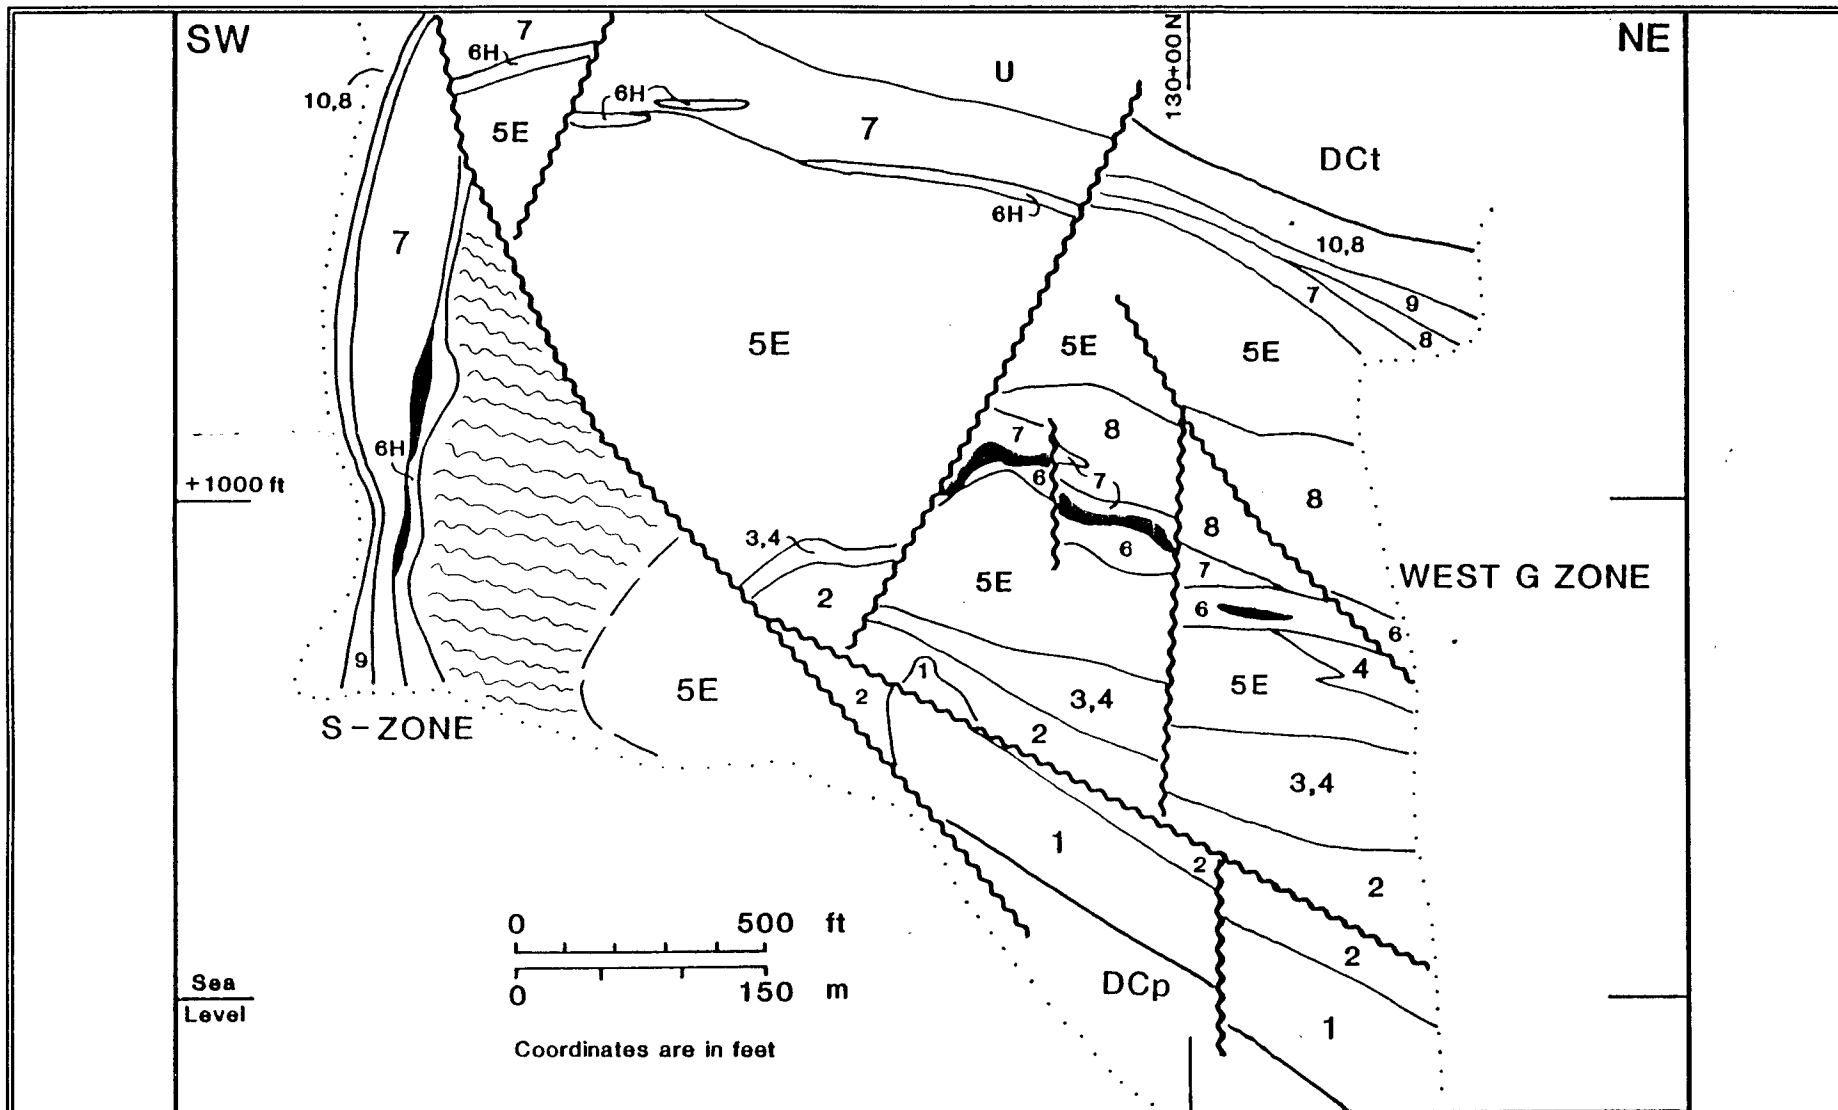 SW
7
130+00 N
NE
6H
U
10,8
6H
5E
7
DCt
7
6H
10,8
7
9
5E
5E
5E
8
7
8
6H
6
7
+1000 ft
8
8
3,4
6
7
WEST G ZONE
5E
2
6
6
9
1
4
5E
2
3,4
5E
S-ZONE
2
3,4
1
2
2
0 500 ft
2
Sea
Level
0 150 m
DCp
1
Coordinates are in feet